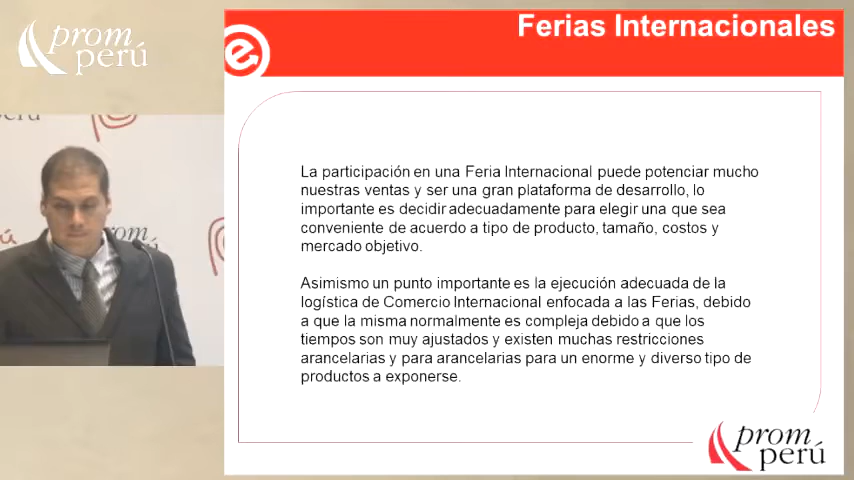 prom
perú
Ferias Internacionales
e
La participación en una Feria Internacional puede potenciar mucho
nuestras ventas y ser una gran plataforma de desarrollo, lo
importante es decidir adecuadamente para elegir una que sea
conveniente de acuerdo a tipo de producto, tamaño, costos y
mercado objetivo.
Asimismo un punto importante es la ejecución adecuada de la
logística de Comercio Internacional enfocada a las Ferias, debido
a que la misma normalmente es compleja debido a que los
tiempos son muy ajustados y existen muchas restricciones
arancelarias y para arancelarias para un enorme y diverso tipo de
productos a exponerse.
prom
perú